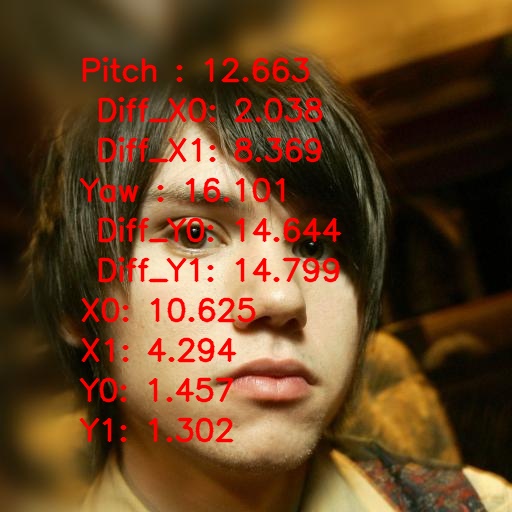 Pitch : 12.663
Diff_X0: 2.038
Diff_X1: 8.369
Yaw : 16.101
Diff_Y0: 14.644
Diff_Y1: 14.799
X0: 10.625
X1: 4.294
Y0: 1.457
Y1: 1.302